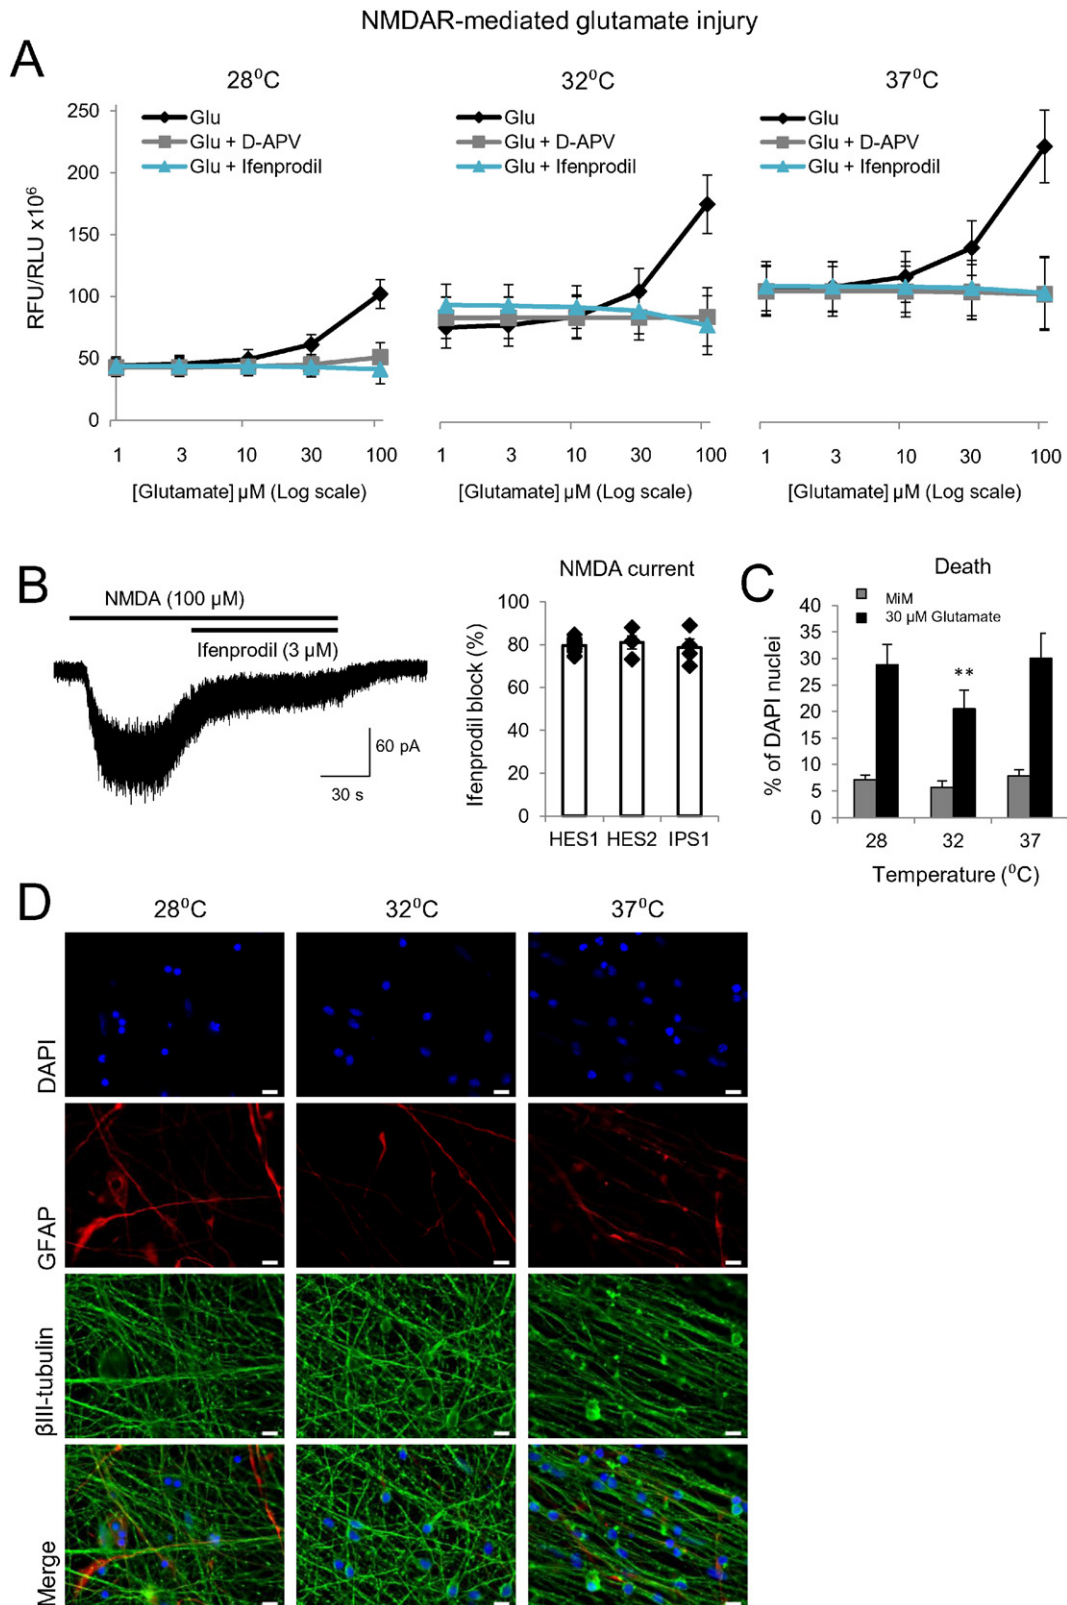 NMDAR-mediated glutamate injury
A
28⁰C
32⁰C
37⁰C
250
200
150
100
50
0
RFU/RLU x10⁶
Glu
Glu + D-APV
Glu + Ifenprodil
Glu
Glu + D-APV
Glu + Ifenprodil
Glu
Glu + D-APV
Glu + Ifenprodil
1 3 10 30 100
1 3 10 30 100
1 3 10 30 100
[Glutamate] µM (Log scale)
[Glutamate] µM (Log scale)
[Glutamate] µM (Log scale)
B
NMDA (100 µM)
Ifenprodil (3 µM)
60 pA
30 s
NMDA current
Ifenprodil block (%)
100
80
60
40
20
0
HES1 HES2 IPS1
C
Death
MiM
30 µM Glutamate
% of DAPI nuclei
40
35
30
25
20
15
10
5
0
**
28 32 37
Temperature (⁰C)
D
28⁰C
32⁰C
37⁰C
DAPI
GFAP
βIII-tubulin
Merge